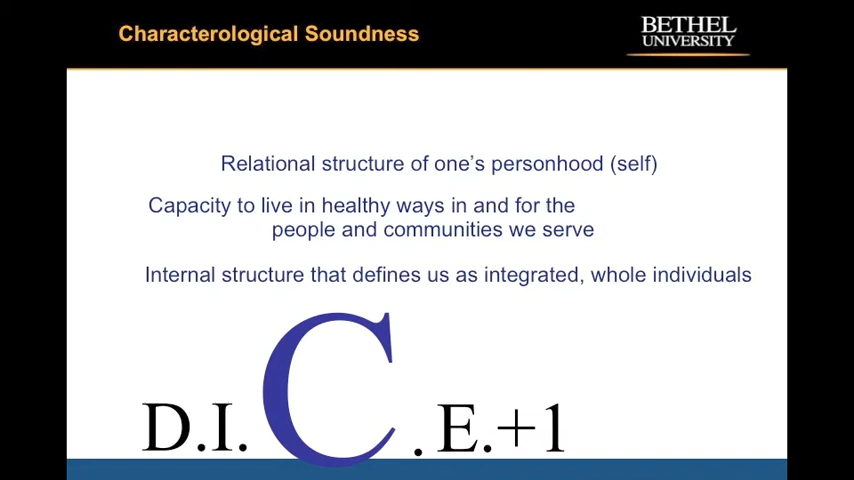 Characterological Soundness
BETHEL
UNIVERSITY
Relational structure of one’s personhood (self)
Capacity to live in healthy ways in and for the
people and communities we serve
Internal structure that defines us as integrated, whole individuals
D.I.C.E.+1